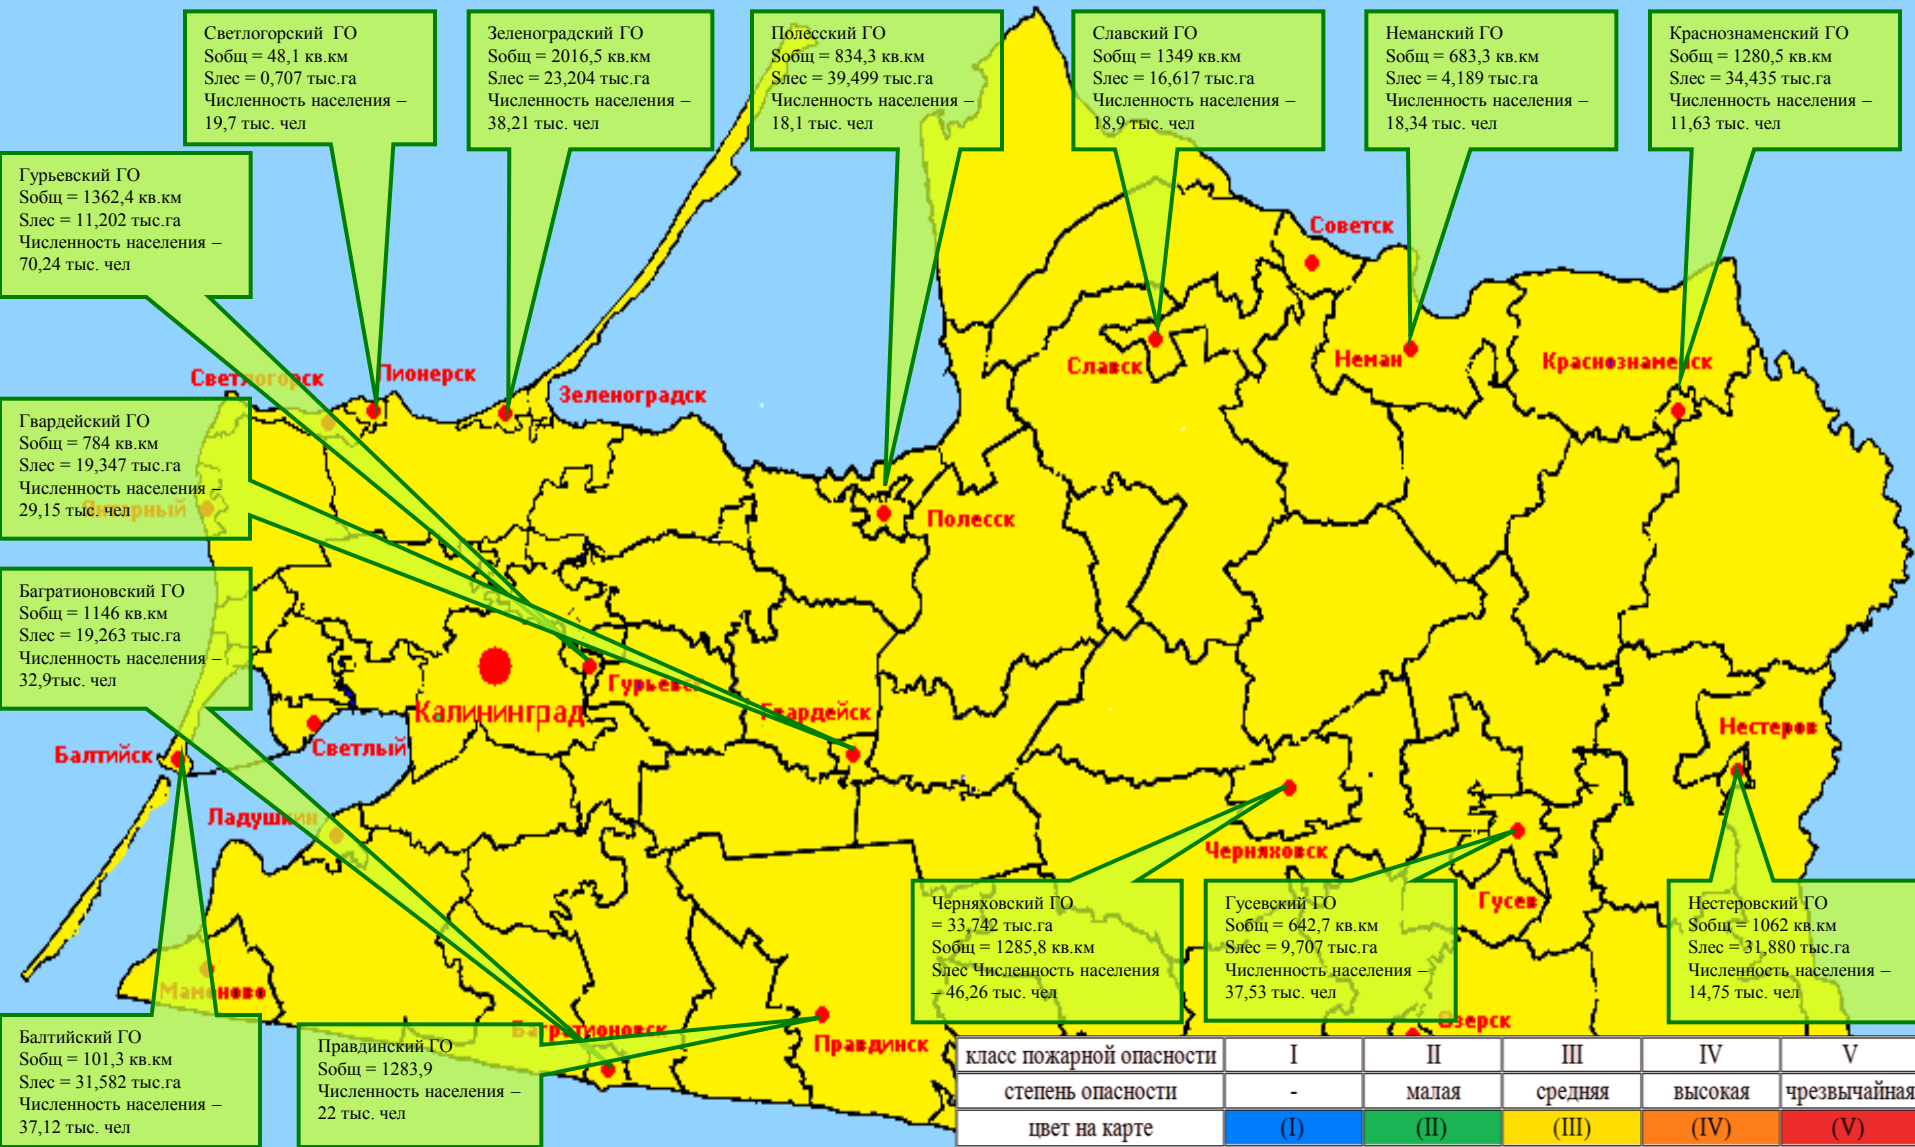 Светлогорский ГО
Sобщ = 48,1 кв.км
Sлес = 0,707 тыс.га
Численность населения –
19,7 тыс. чел
Зеленоградский ГО
Sобщ = 2016,5 кв.км
Sлес = 23,204 тыс.га
Численность населения –
38,21 тыс. чел
Полесский ГО
Sобщ = 834,3 кв.км
Sлес = 39,499 тыс.га
Численность населения –
18,1 тыс. чел
Славский ГО
Sобщ = 1349 кв.км
Sлес = 16,617 тыс.га
Численность населения –
18,9 тыс. чел
Неманский ГО
Sобщ = 683,3 кв.км
Sлес = 4,189 тыс.га
Численность населения –
18,34 тыс. чел
Краснознаменский ГО
Sобщ = 1280,5 кв.км
Sлес = 34,435 тыс.га
Численность населения –
11,63 тыс. чел
Гурьевский ГО
Sобщ = 1362,4 кв.км
Sлес = 11,202 тыс.га
Численность населения –
70,24 тыс. чел
Советск
Неман
Славск
Краснознаменск
Светлогорск
Пионерск
Зеленоградск
Гвардейский ГО
Sобщ = 784 кв.км
Sлес = 19,347 тыс.га
Численность населения –
29,15 тыс. чел
Янтарный
Полесск
Багратионовский ГО
Sобщ = 1146 кв.км
Sлес = 19,263 тыс.га
Численность населения –
32,9тыс. чел
Гурьевск
Калининград
Гвардейск
Нестеров
Светлый
Балтийск
Ладушкин
Черняховск
Гусев
Черняховский ГО
= 33,742 тыс.га
Sобщ = 1285,8 кв.км
Sлес Численность населения
– 46,26 тыс. чел
Гусевский ГО
Sобщ = 642,7 кв.км
Sлес = 9,707 тыс.га
Численность населения –
37,53 тыс. чел
Нестеровский ГО
Sобщ = 1062 кв.км
Sлес = 31,880 тыс.га
Численность населения –
14,75 тыс. чел
Мамоново
Багратионовск
Правдинск
Озерск
Балтийский ГО
Sобщ = 101,3 кв.км
Sлес = 31,582 тыс.га
Численность населения –
37,12 тыс. чел
Правдинский ГО
Sобщ = 1283,9
Численность населения –
22 тыс. чел
класс пожарной опасности I II III IV V
степень опасности - малая средняя высокая чрезвычайная
цвет на карте (I) (II) (III) (IV) (V)